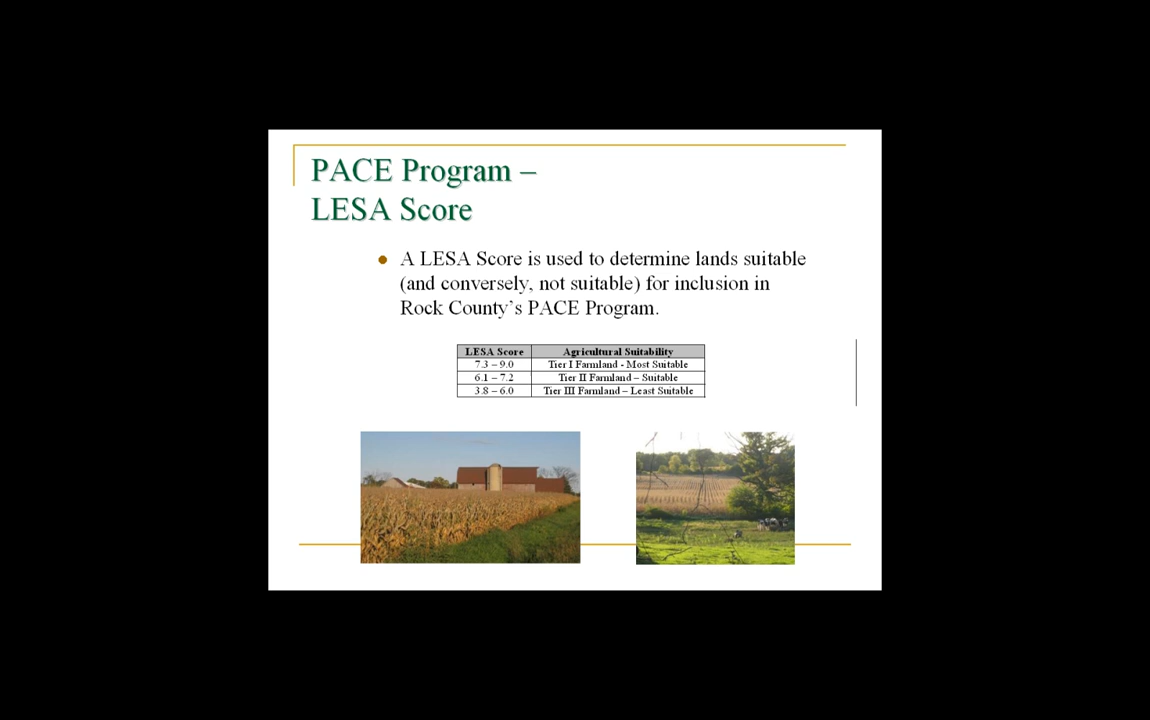 PACE Program –
LESA Score
A LESA Score is used to determine lands suitable
(and conversely, not suitable) for inclusion in
Rock County's PACE Program.
LESA Score Agricultural Suitability
7.3 – 9.0 Tier I Farmland - Most Suitable
6.1 – 7.2 Tier II Farmland – Suitable
3.8 – 6.0 Tier III Farmland – Least Suitable